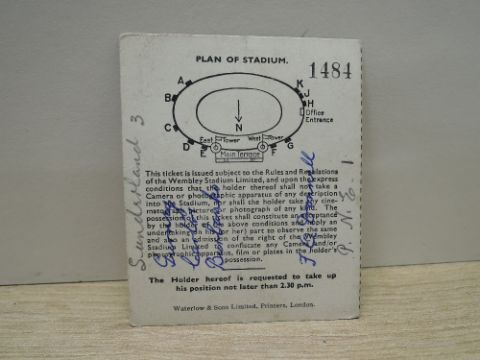 PLAN OF STADIUM.
1484
A
B
C
D
E
F
G
H
J
K
Office
Entrance
N
East Tower
West Tower
Main Terrace
This ticket is issued subject to the Rules and Regulations
of the Wembley Stadium Limited, and upon the express
conditions that the holder thereof shall not take a
Camera or photographic apparatus of any description
into the Stadium, nor shall the holder take any cine-
matograph picture or photograph of any kind. The
possession of this ticket shall constitute an acceptance
by the holder of the above conditions and imply an
undertaking on his (or her) part to observe the same
and an admission of the right of the Wembley
Stadium Limited to confiscate any Camera and/or
photographic apparatus, film or plates in the holder's
possession.
The Holder hereof is requested to take up
his position not later than 2.30 p.m.
Waterlow & Sons Limited, Printers, London.
Sunderland 3
Gurney
Carter
Burbanks
P. N. E. 1